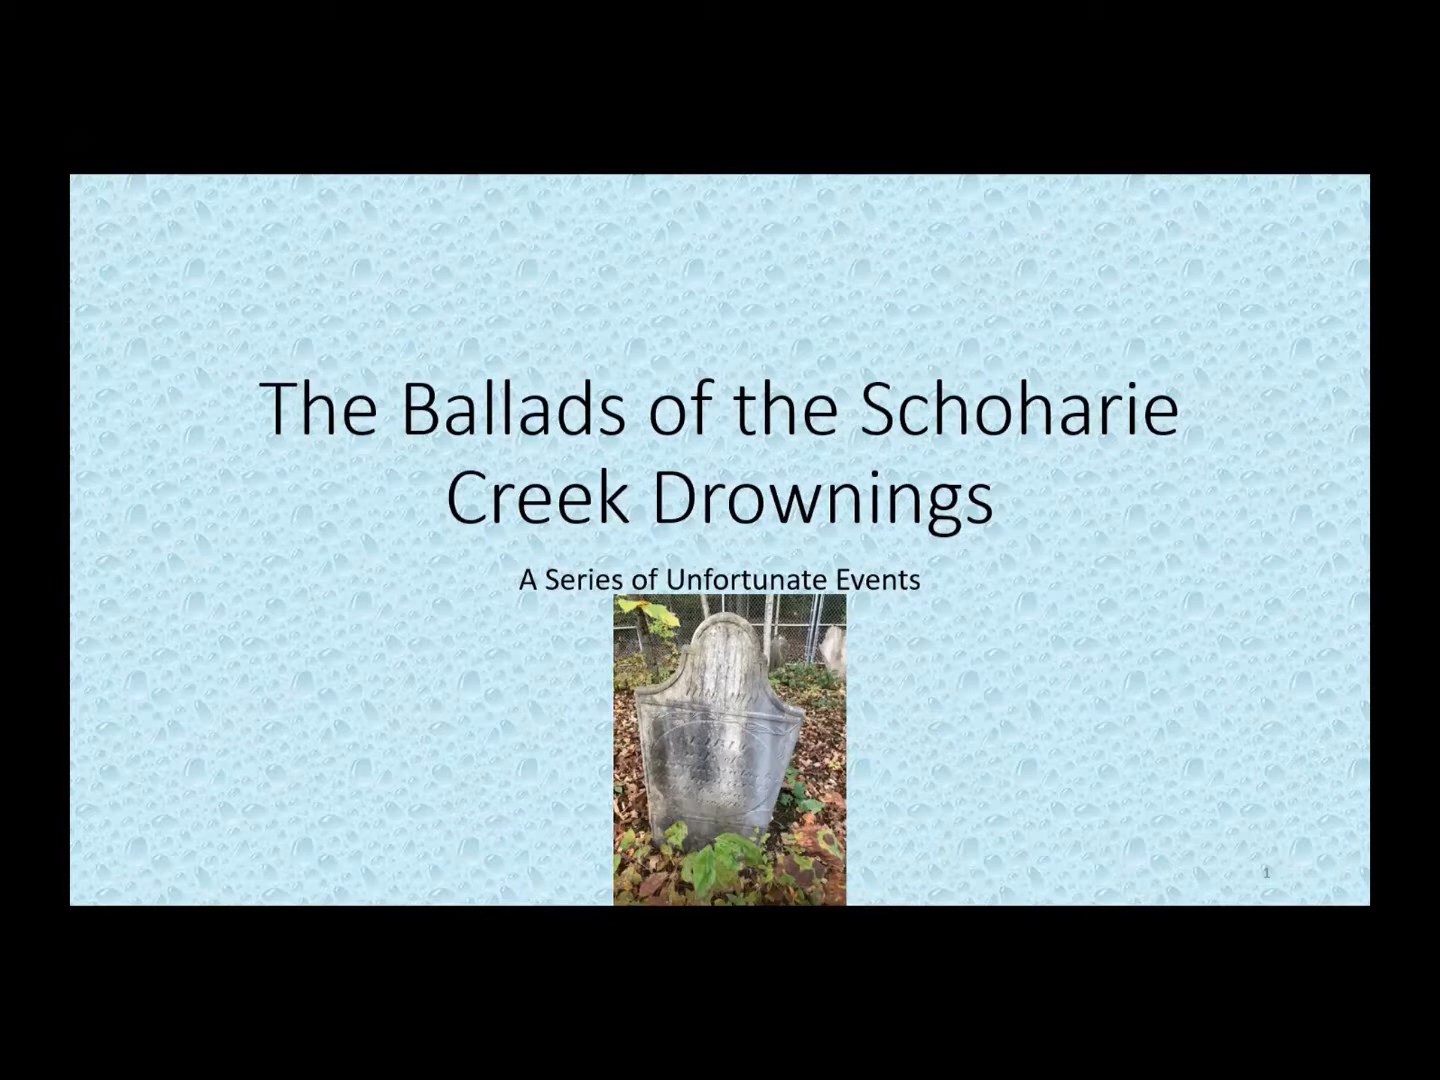 The Ballads of the Schoharie
Creek Drownings
A Series of Unfortunate Events
1